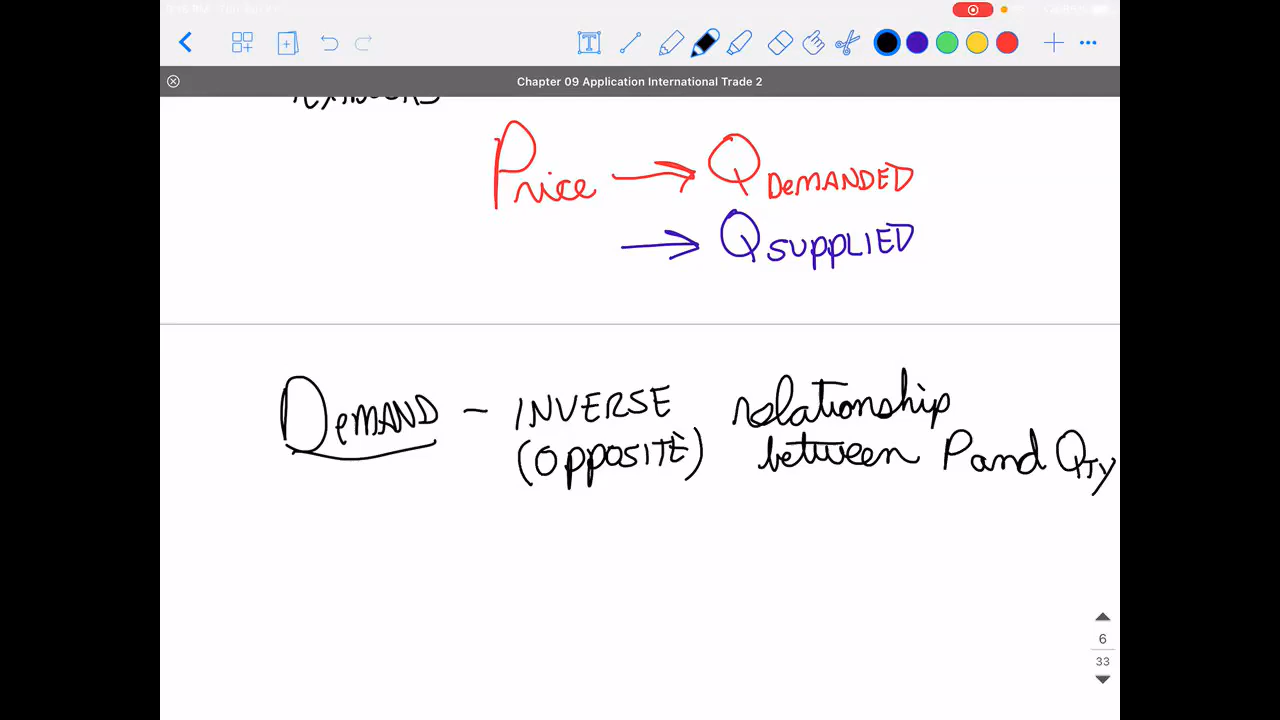 Chapter 09 Application International Trade 2
Price → Q DEMANDED
→ Q SUPPLIED
DEMAND - INVERSE relationship
(OPPOSITE) between P and QTY
6
33